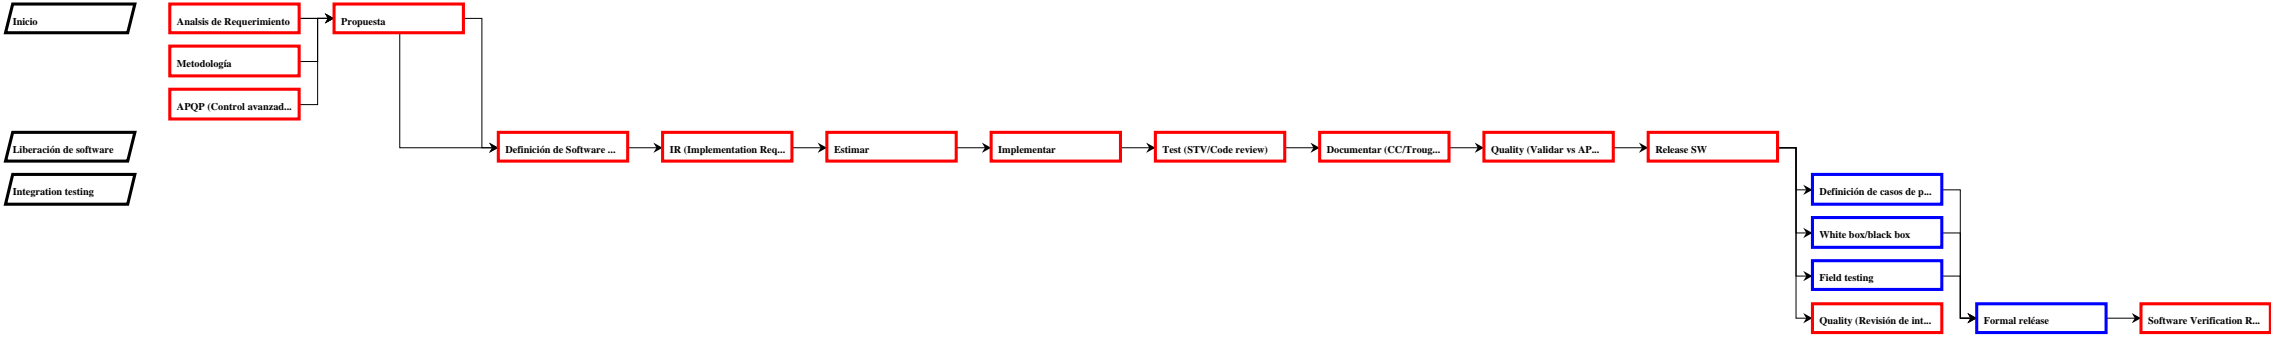 Inicio
Analsis de Requerimiento
Propuesta
Metodología
APQP (Control avanzad...
Liberación de software
Definición de Software ...
IR (Implementation Req...
Estimar
Implementar
Test (STV/Code review)
Documentar (CC/Troug...
Quality (Validar vs AP...
Release SW
Integration testing
Definición de casos de p...
White box/black box
Field testing
Quality (Revisión de int...
Formal reléase
Software Verification R...